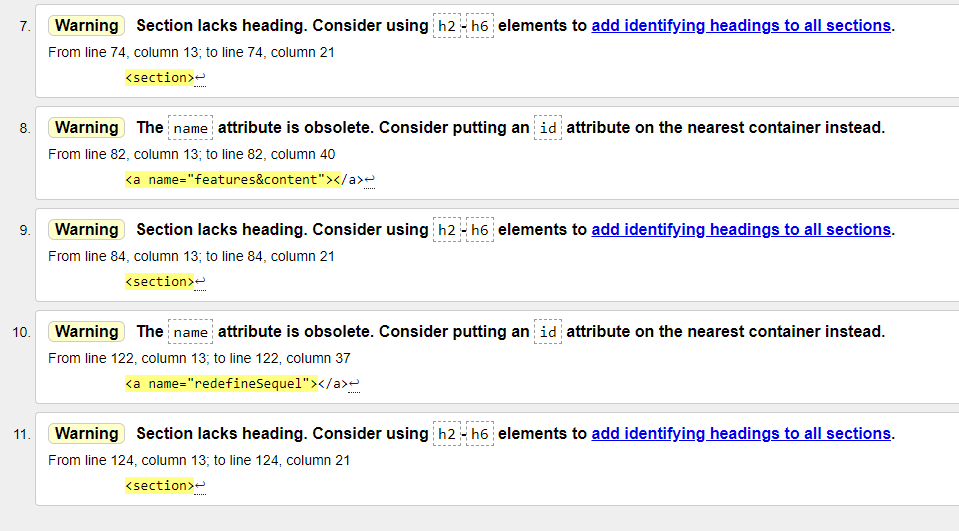 7. Warning Section lacks heading. Consider using h2-h6 elements to add identifying headings to all sections.
From line 74, column 13; to line 74, column 21
<section>↩
8. Warning The name attribute is obsolete. Consider putting an id attribute on the nearest container instead.
From line 82, column 13; to line 82, column 40
<a name="features&content"></a>↩
9. Warning Section lacks heading. Consider using h2-h6 elements to add identifying headings to all sections.
From line 84, column 13; to line 84, column 21
<section>↩
10. Warning The name attribute is obsolete. Consider putting an id attribute on the nearest container instead.
From line 122, column 13; to line 122, column 37
<a name="redefineSequel"></a>↩
11. Warning Section lacks heading. Consider using h2-h6 elements to add identifying headings to all sections.
From line 124, column 13; to line 124, column 21
<section>↩